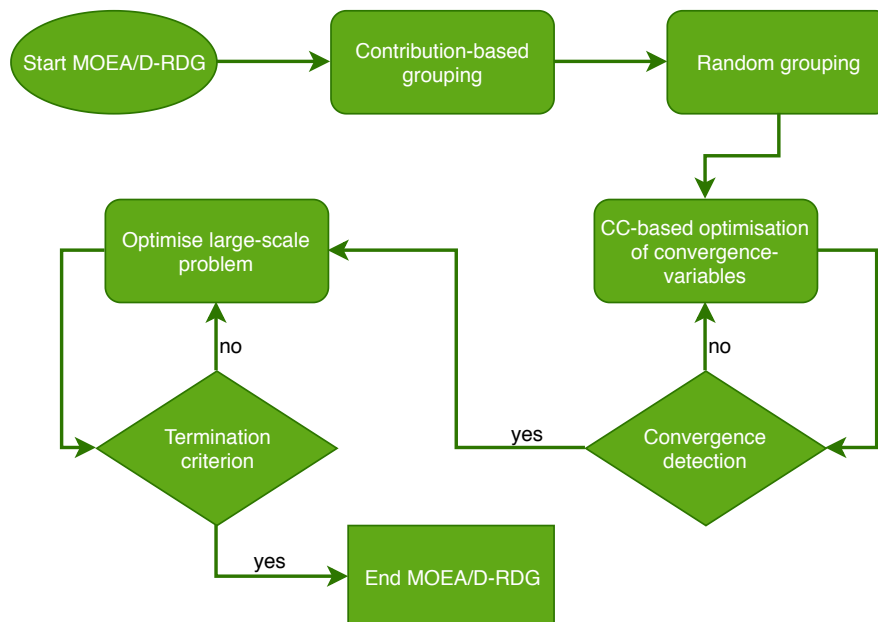 Start MOEA/D-RDG
Contribution-based
grouping
Random grouping
CC-based optimisation
of convergence-
variables
Optimise large-scale
problem
no
no
Convergence
detection
yes
Termination
criterion
yes
End MOEA/D-RDG